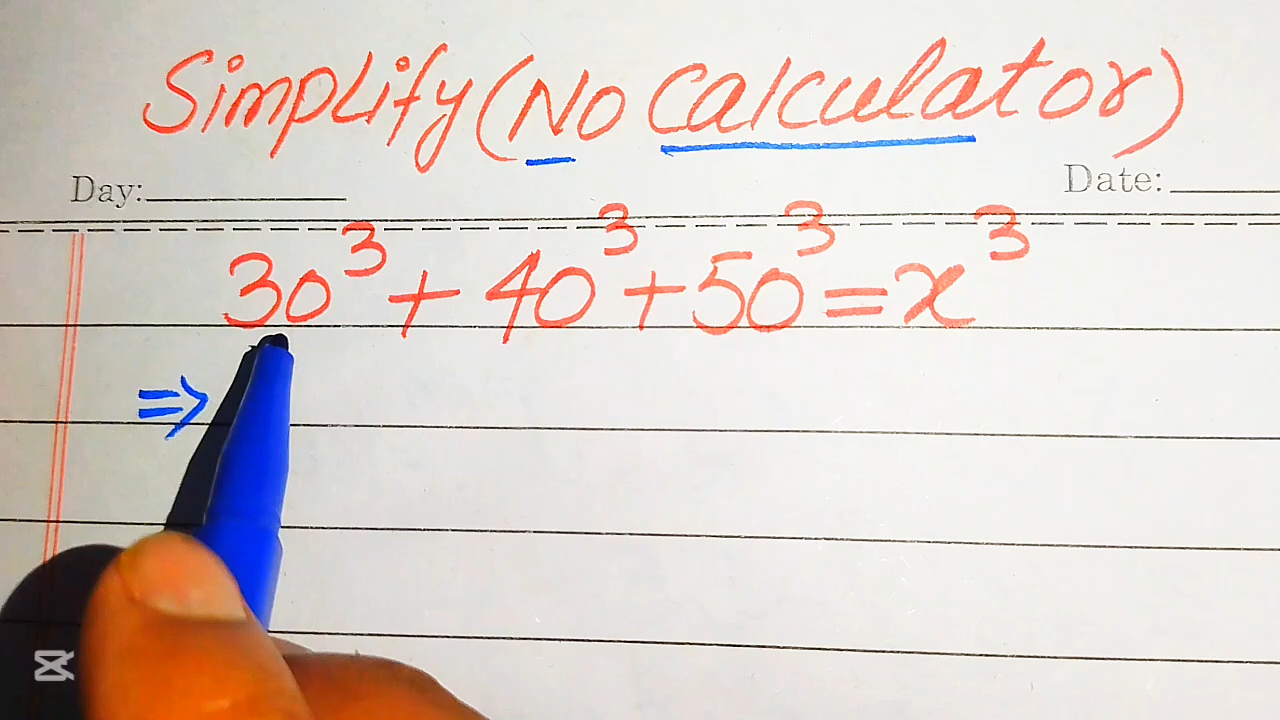 Simplify (No Calculator)
Day: Date:
30³ + 40³ + 50³ = x³
⇒